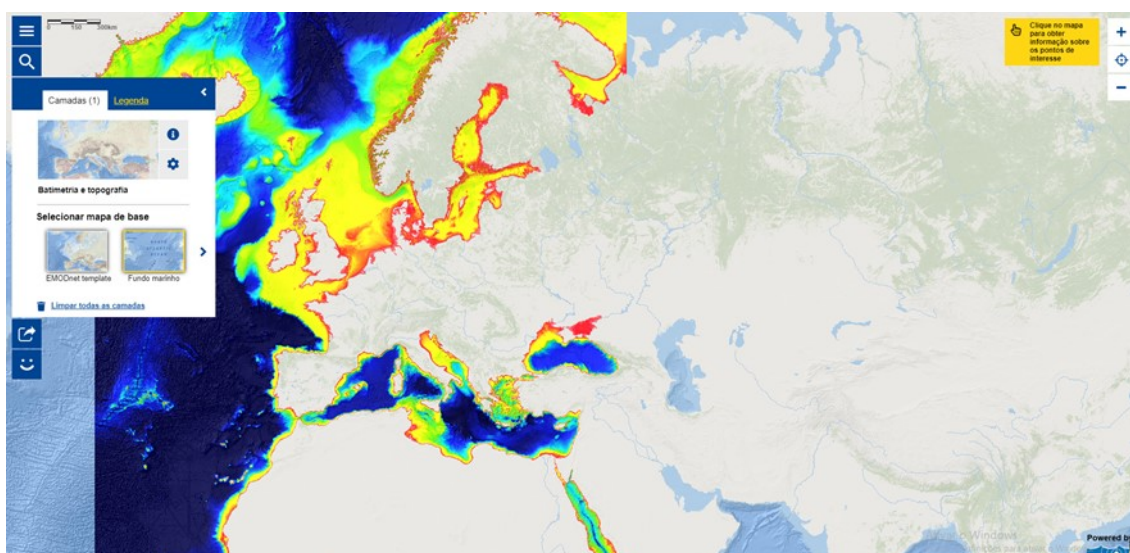 0 150 300km
Clique no mapa
para obter
informação sobre
os pontos de
interesse
Camadas (1) Legenda
Batimetria e topografia
Selecionar mapa de base
EMODnet template Fundo marinho
Limpar todas as camadas
Powered by